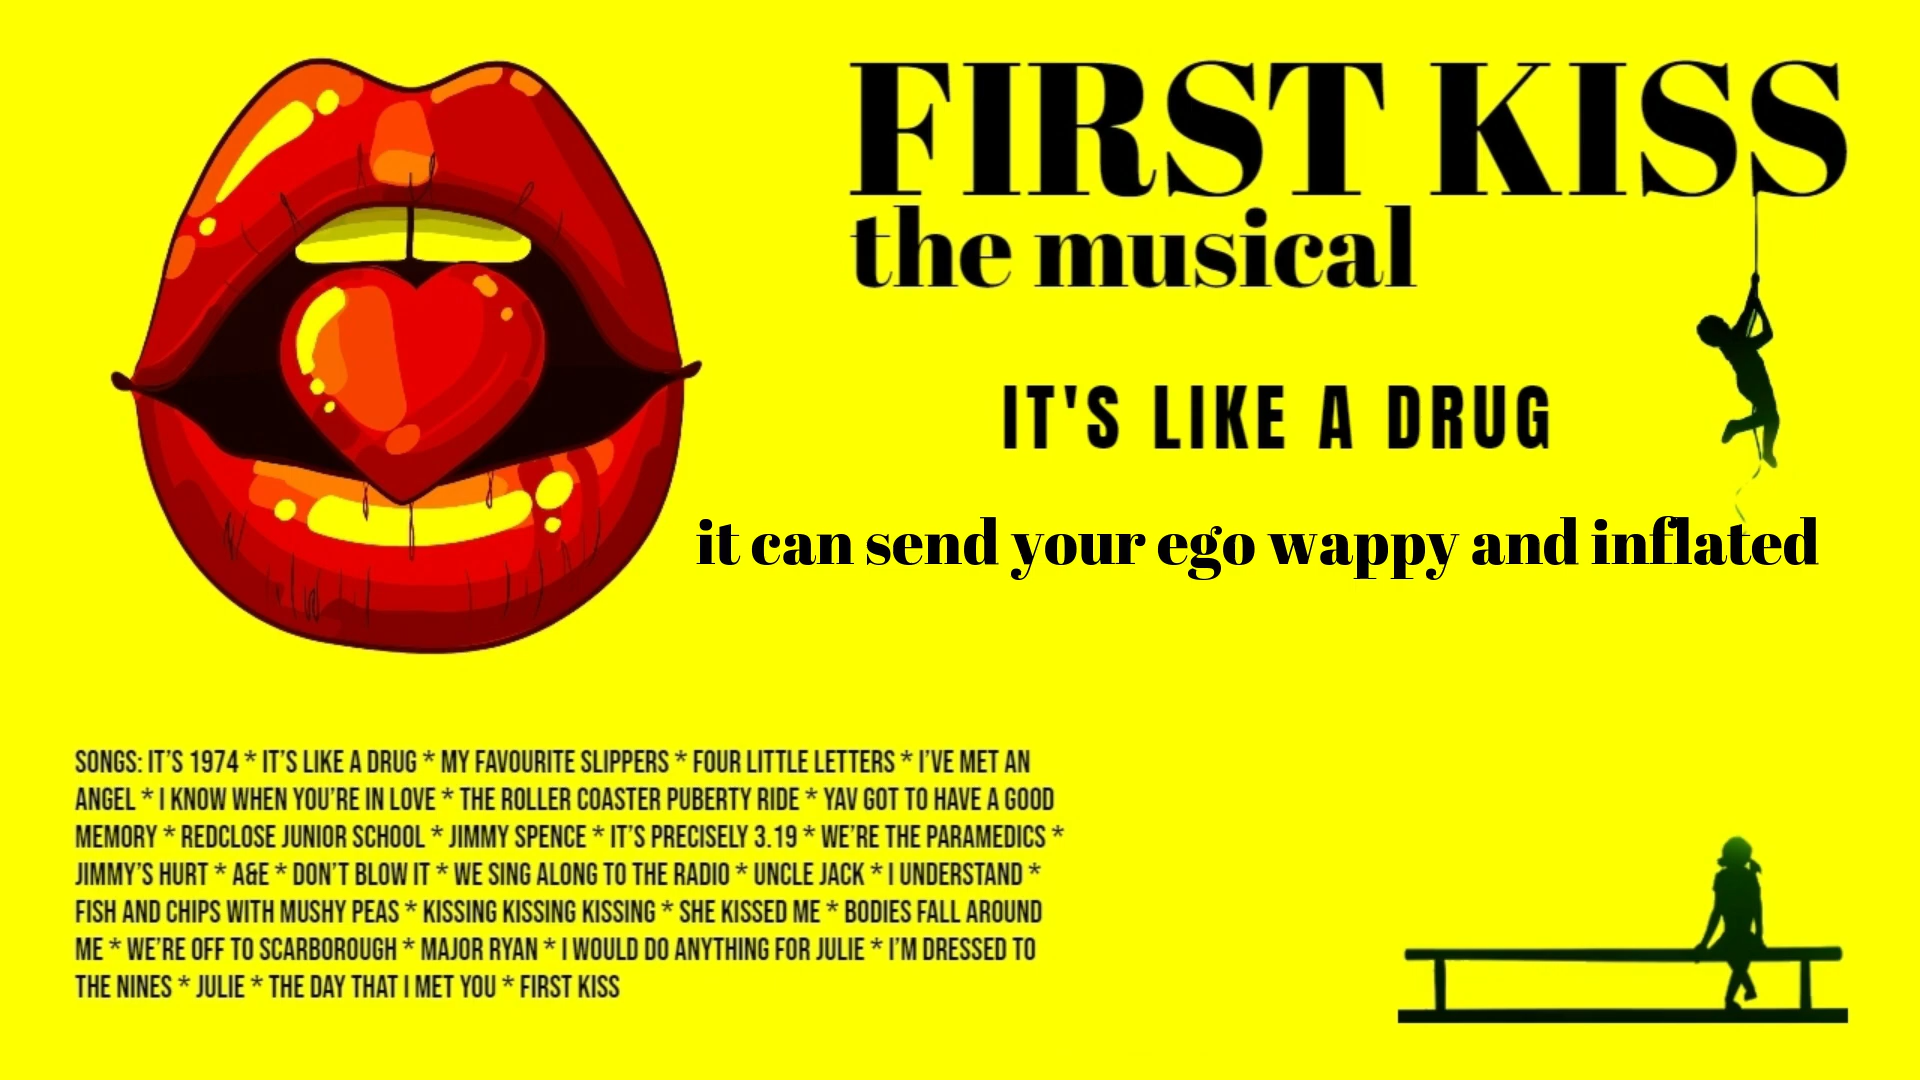 FIRST KISS
the musical
IT'S LIKE A DRUG
it can send your ego wappy and inflated
SONGS: IT'S 1974 * IT'S LIKE A DRUG * MY FAVOURITE SLIPPERS * FOUR LITTLE LETTERS * I'VE MET AN
ANGEL * I KNOW WHEN YOU'RE IN LOVE * THE ROLLER COASTER PUBERTY RIDE * YAV GOT TO HAVE A GOOD
MEMORY * REDCLOSE JUNIOR SCHOOL * JIMMY SPENCE * IT'S PRECISELY 3.19 * WE'RE THE PARAMEDICS *
JIMMY'S HURT * A&E * DON'T BLOW IT * WE SING ALONG TO THE RADIO * UNCLE JACK * I UNDERSTAND *
FISH AND CHIPS WITH MUSHY PEAS * KISSING KISSING KISSING * SHE KISSED ME * BODIES FALL AROUND
ME * WE'RE OFF TO SCARBOROUGH * MAJOR RYAN * I WOULD DO ANYTHING FOR JULIE * I'M DRESSED TO
THE NINES * JULIE * THE DAY THAT I MET YOU * FIRST KISS